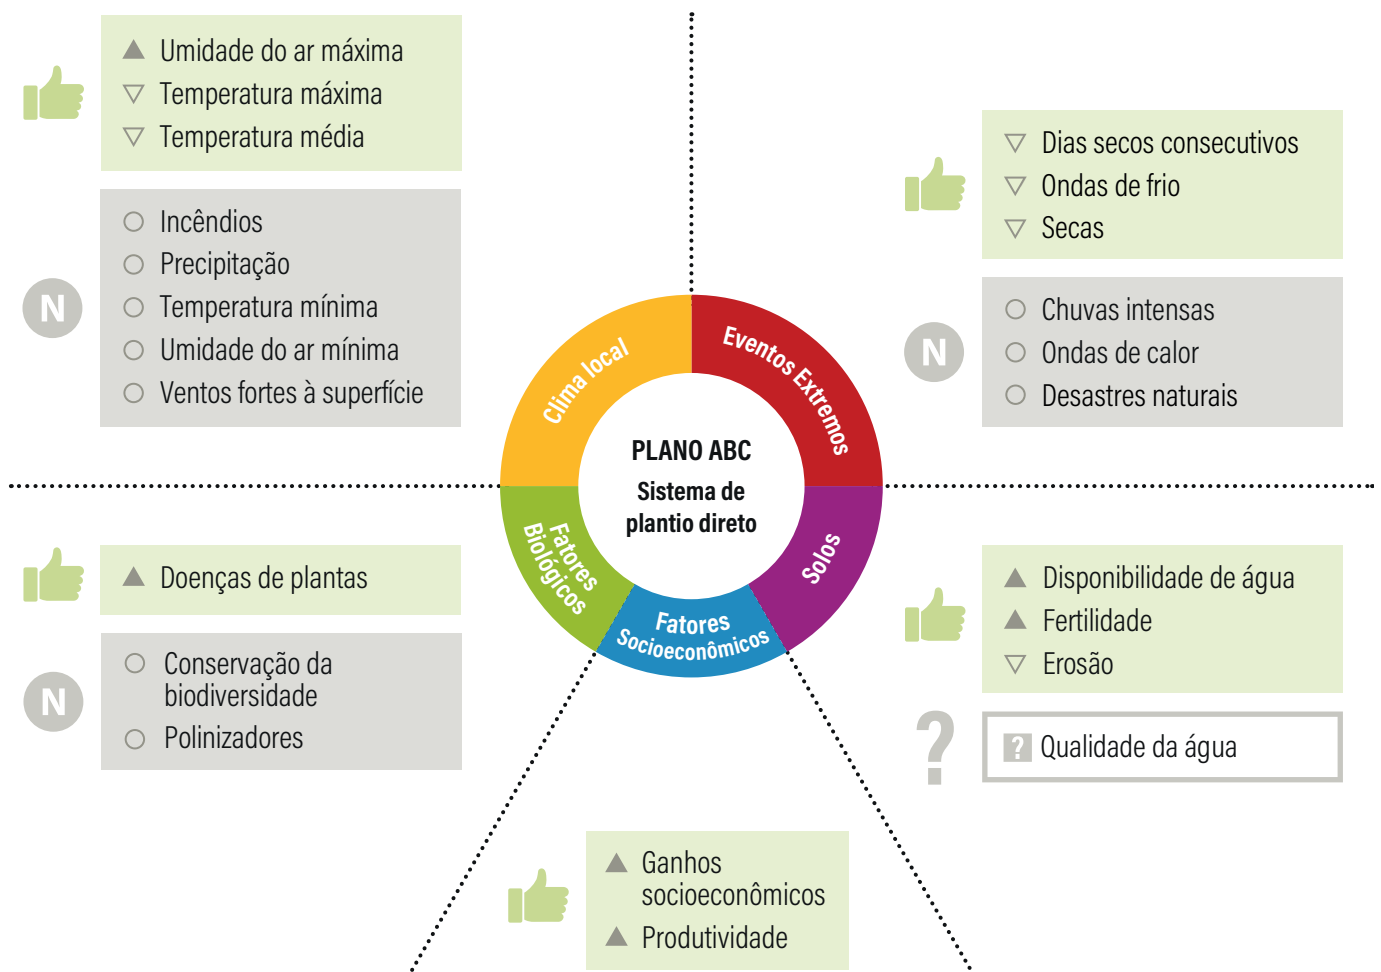 Umidade do ar máxima
Temperatura máxima
Temperatura média
N
Incêndios
Precipitação
Temperatura mínima
Umidade do ar mínima
Ventos fortes à superfície
Dias secos consecutivos
Ondas de frio
Secas
N
Chuvas intensas
Ondas de calor
Desastres naturais
Clima local
Eventos Extremos
PLANO ABC
Sistema de
plantio direto
Fatores
Biológicos
Fatores
Socioeconômicos
Solos
Doenças de plantas
N
Conservação da
biodiversidade
Polinizadores
Disponibilidade de água
Fertilidade
Erosão
?
? Qualidade da água
Ganhos
socioeconômicos
Produtividade